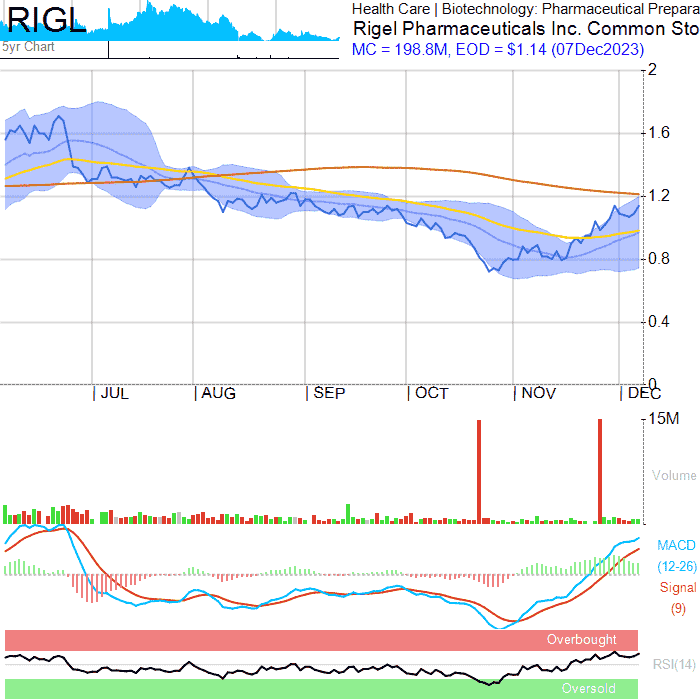 RIGL
5yr Chart
Health Care | Biotechnology: Pharmaceutical Prepara
Rigel Pharmaceuticals Inc. Common Sto
MC = 198.8M, EOD = $1.14 (07Dec2023)
2
1.6
1.2
0.8
0.4
0
JUL AUG SEP OCT NOV DEC
15M
Volume
MACD
(12-26)
Signal
(9)
Overbought
RSI(14)
Oversold